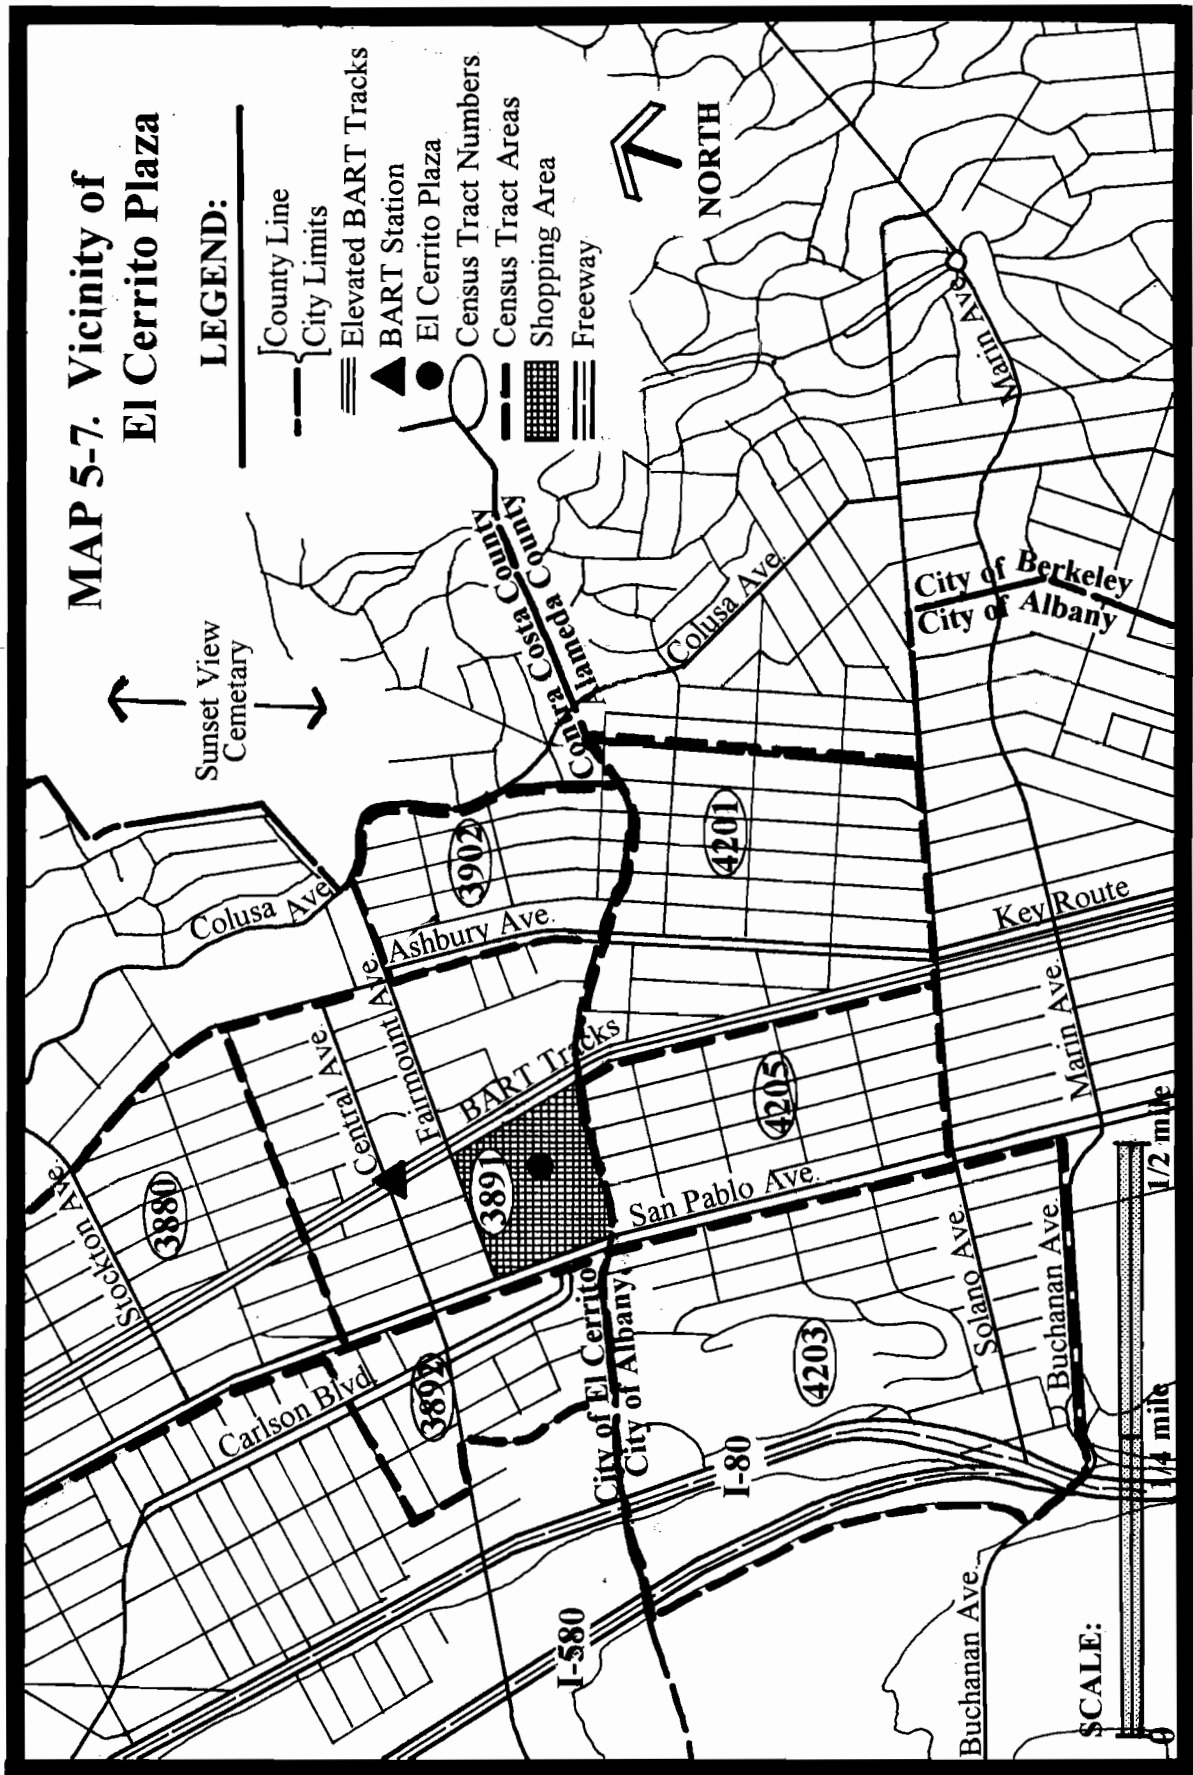 MAP 5-7. Vicinity of
El Cerrito Plaza
LEGEND:
County Line
City Limits
Elevated BART Tracks
BART Station
El Cerrito Plaza
Census Tract Numbers
Census Tract Areas
Shopping Area
Freeway
NORTH
Sunset View
Cemetary
Contra Costa County
Alameda County
Colusa Ave.
Marin Ave.
City of Berkeley
City of Albany
Colusa Ave.
3902
4201
Ashbury Ave.
Key Route
Central Ave.
Fairmount Ave.
BART Tracks
Marin Ave.
Stockton Ave.
3880
3891
4205
San Pablo Ave.
Solano Ave.
Buchanan Ave.
Carlson Blvd.
3892
City of El Cerrito
City of Albany
4203
I-80
I-580
Buchanan Ave.
SCALE:
0
1/4 mile
1/2 mile